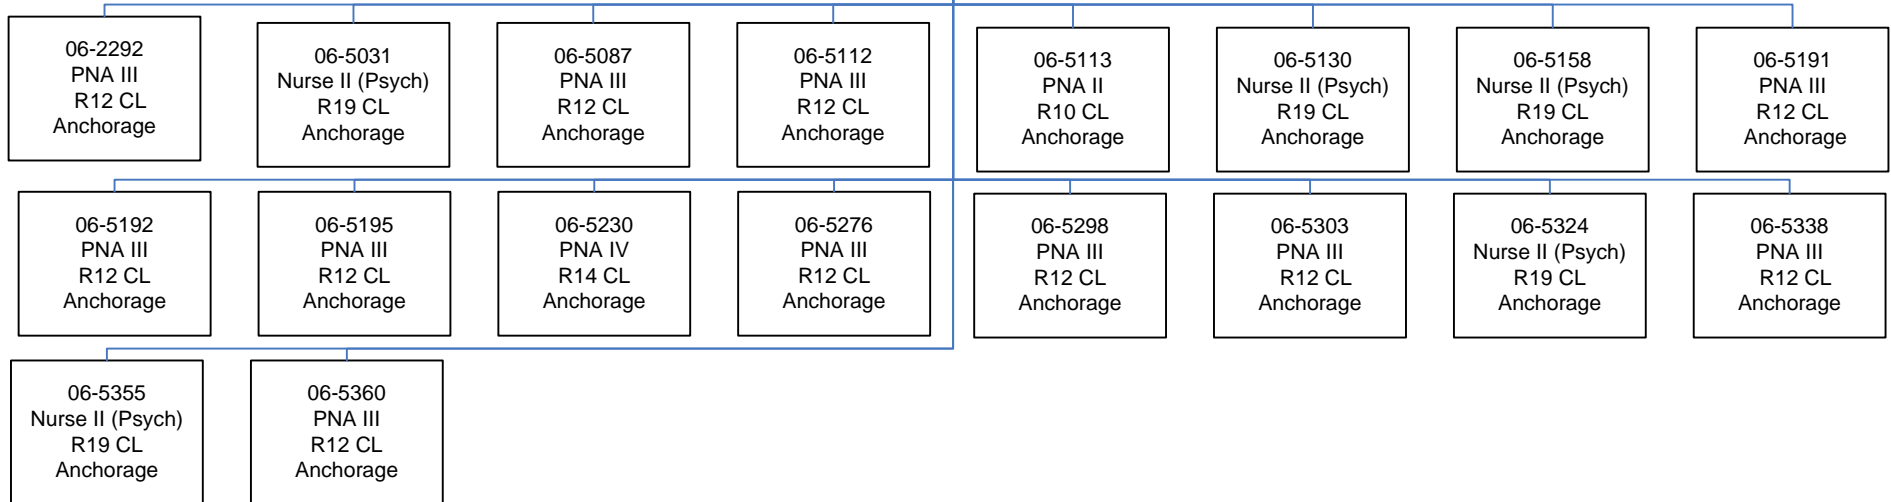 06-2292
PNA III
R12 CL
Anchorage
06-5031
Nurse II (Psych)
R19 CL
Anchorage
06-5087
PNA III
R12 CL
Anchorage
06-5112
PNA III
R12 CL
Anchorage
06-5113
PNA II
R10 CL
Anchorage
06-5130
Nurse II (Psych)
R19 CL
Anchorage
06-5158
Nurse II (Psych)
R19 CL
Anchorage
06-5191
PNA III
R12 CL
Anchorage
06-5192
PNA III
R12 CL
Anchorage
06-5195
PNA III
R12 CL
Anchorage
06-5230
PNA IV
R14 CL
Anchorage
06-5276
PNA III
R12 CL
Anchorage
06-5298
PNA III
R12 CL
Anchorage
06-5303
PNA III
R12 CL
Anchorage
06-5324
Nurse II (Psych)
R19 CL
Anchorage
06-5338
PNA III
R12 CL
Anchorage
06-5355
Nurse II (Psych)
R19 CL
Anchorage
06-5360
PNA III
R12 CL
Anchorage